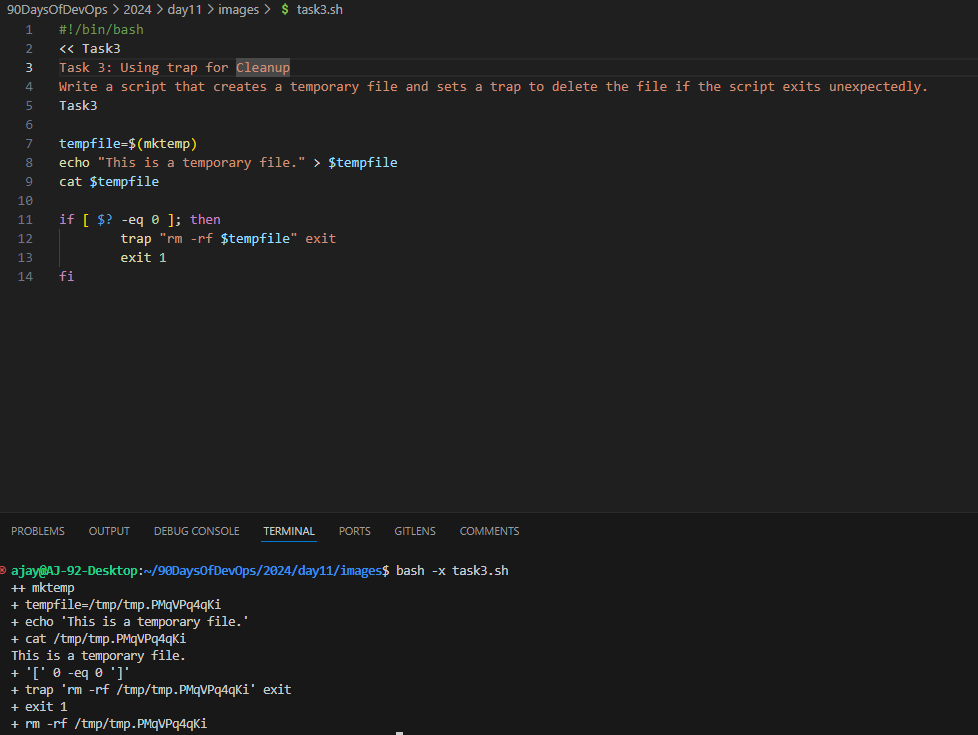 90DaysOfDevOps > 2024 > day11 > images > $ task3.sh
1 #!/bin/bash
2 << Task3
3 Task 3: Using trap for Cleanup
4 Write a script that creates a temporary file and sets a trap to delete the file if the script exits unexpectedly.
5 Task3
6
7 tempfile=$(mktemp)
8 echo "This is a temporary file." > $tempfile
9 cat $tempfile
10
11 if [ $? -eq 0 ]; then
12 trap "rm -rf $tempfile" exit
13 exit 1
14 fi
PROBLEMS OUTPUT DEBUG CONSOLE TERMINAL PORTS GITLENS COMMENTS
ajay@AJ-92-Desktop:~/90DaysOfDevOps/2024/day11/images$ bash -x task3.sh
++ mktemp
+ tempfile=/tmp/tmp.PMqVPq4qKi
+ echo 'This is a temporary file.'
+ cat /tmp/tmp.PMqVPq4qKi
This is a temporary file.
+ '[' 0 -eq 0 ']'
+ trap 'rm -rf /tmp/tmp.PMqVPq4qKi' exit
+ exit 1
+ rm -rf /tmp/tmp.PMqVPq4qKi